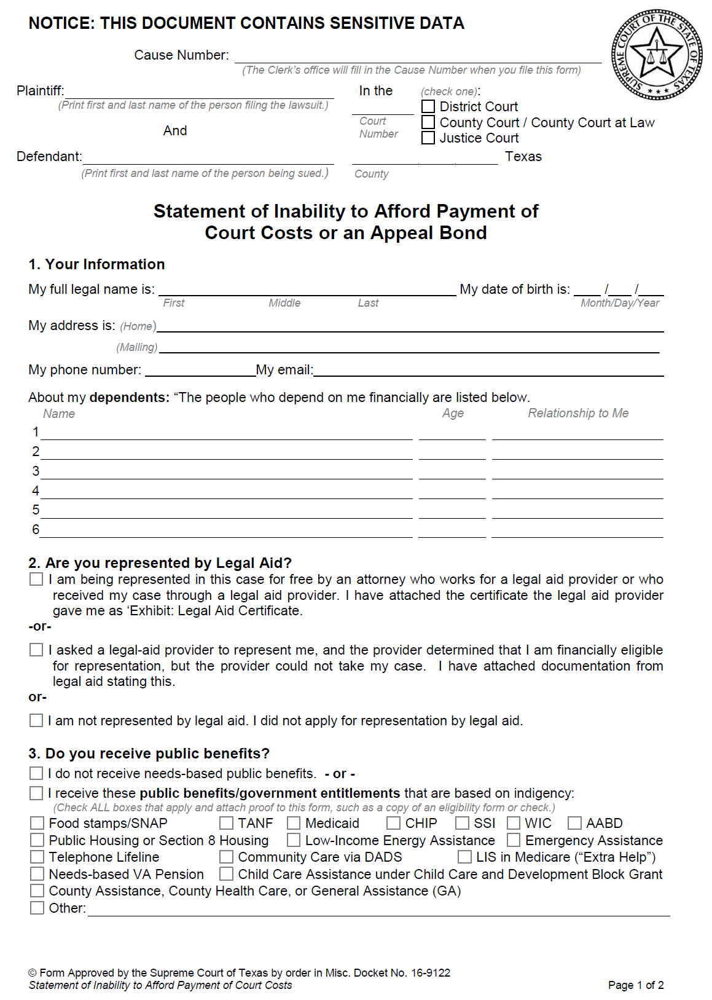 NOTICE: THIS DOCUMENT CONTAINS SENSITIVE DATA
SUPREME COURT OF THE STATE OF TEXAS
Cause Number:
(The Clerk’s office will fill in the Cause Number when you file this form)
Plaintiff:
(Print first and last name of the person filing the lawsuit.)
And
Defendant:
(Print first and last name of the person being sued.)
In the
Court
Number
(check one):
District Court
County Court / County Court at Law
Justice Court
Texas
County
Statement of Inability to Afford Payment of
Court Costs or an Appeal Bond
1. Your Information
My full legal name is: My date of birth is: / /
First Middle Last Month/Day/Year
My address is: (Home)
(Mailing)
My phone number: My email:
About my dependents: “The people who depend on me financially are listed below.
Name Age Relationship to Me
1
2
3
4
5
6
2. Are you represented by Legal Aid?
I am being represented in this case for free by an attorney who works for a legal aid provider or who
received my case through a legal aid provider. I have attached the certificate the legal aid provider
gave me as ‘Exhibit: Legal Aid Certificate.
-or-
I asked a legal-aid provider to represent me, and the provider determined that I am financially eligible
for representation, but the provider could not take my case. I have attached documentation from
legal aid stating this.
or-
I am not represented by legal aid. I did not apply for representation by legal aid.
3. Do you receive public benefits?
I do not receive needs-based public benefits. - or -
I receive these public benefits/government entitlements that are based on indigency:
(Check ALL boxes that apply and attach proof to this form, such as a copy of an eligibility form or check.)
Food stamps/SNAP TANF Medicaid CHIP SSI WIC AABD
Public Housing or Section 8 Housing Low-Income Energy Assistance Emergency Assistance
Telephone Lifeline Community Care via DADS LIS in Medicare (“Extra Help”)
Needs-based VA Pension Child Care Assistance under Child Care and Development Block Grant
County Assistance, County Health Care, or General Assistance (GA)
Other:
© Form Approved by the Supreme Court of Texas by order in Misc. Docket No. 16-9122
Statement of Inability to Afford Payment of Court Costs Page 1 of 2